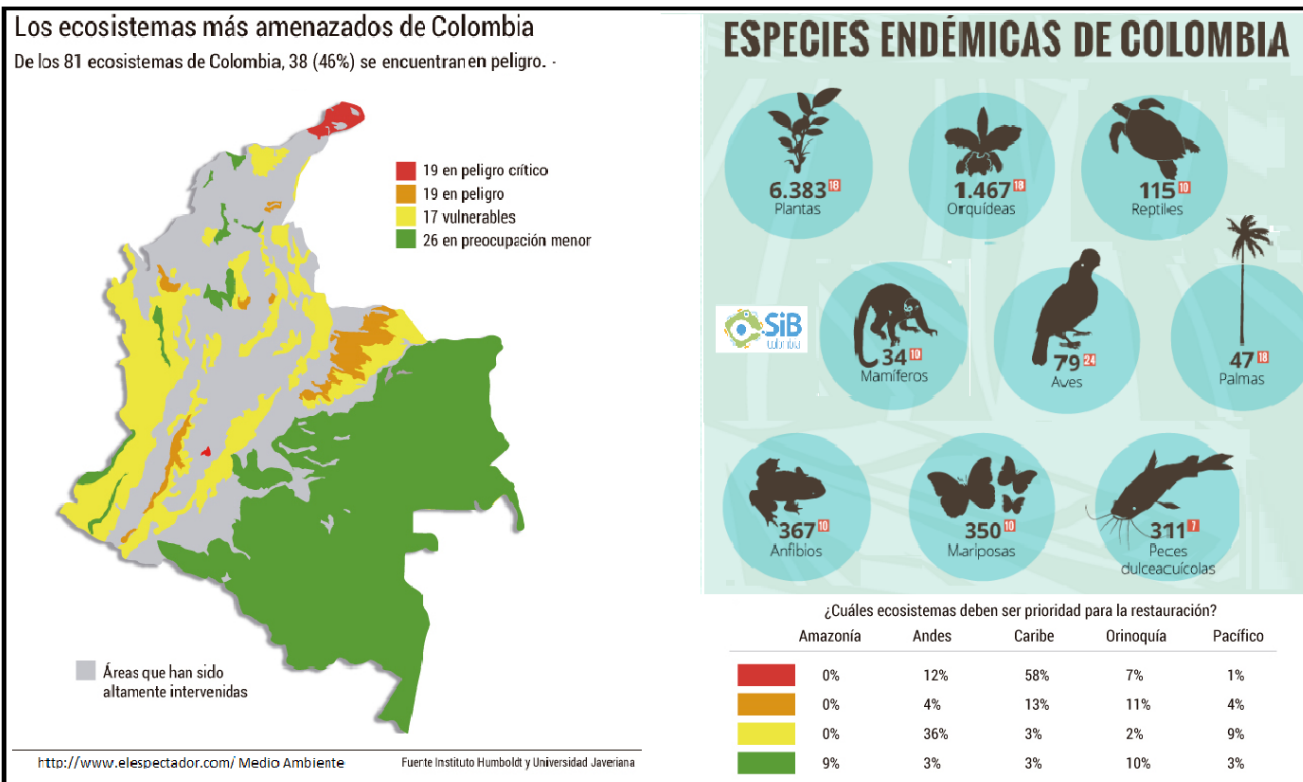 Los ecosistemas más amenazados de Colombia
De los 81 ecosistemas de Colombia, 38 (46%) se encuentran en peligro. -
19 en peligro crítico
19 en peligro
17 vulnerables
26 en preocupación menor
Áreas que han sido
altamente intervenidas
http://www.elespectador.com/ Medio Ambiente
Fuente Instituto Humboldt y Universidad Javeriana
ESPECIES ENDÉMICAS DE COLOMBIA
6.383 18
Plantas
1.467 18
Orquídeas
115 10
Reptiles
SiB
colombia
34 10
Mamíferos
79 24
Aves
47 18
Palmas
367 10
Anfibios
350 10
Mariposas
311 7
Peces
dulceacuícolas
¿Cuáles ecosistemas deben ser prioridad para la restauración?
Amazonía Andes Caribe Orinoquía Pacífico
0% 12% 58% 7% 1%
0% 4% 13% 11% 4%
0% 36% 3% 2% 9%
9% 3% 3% 10% 3%